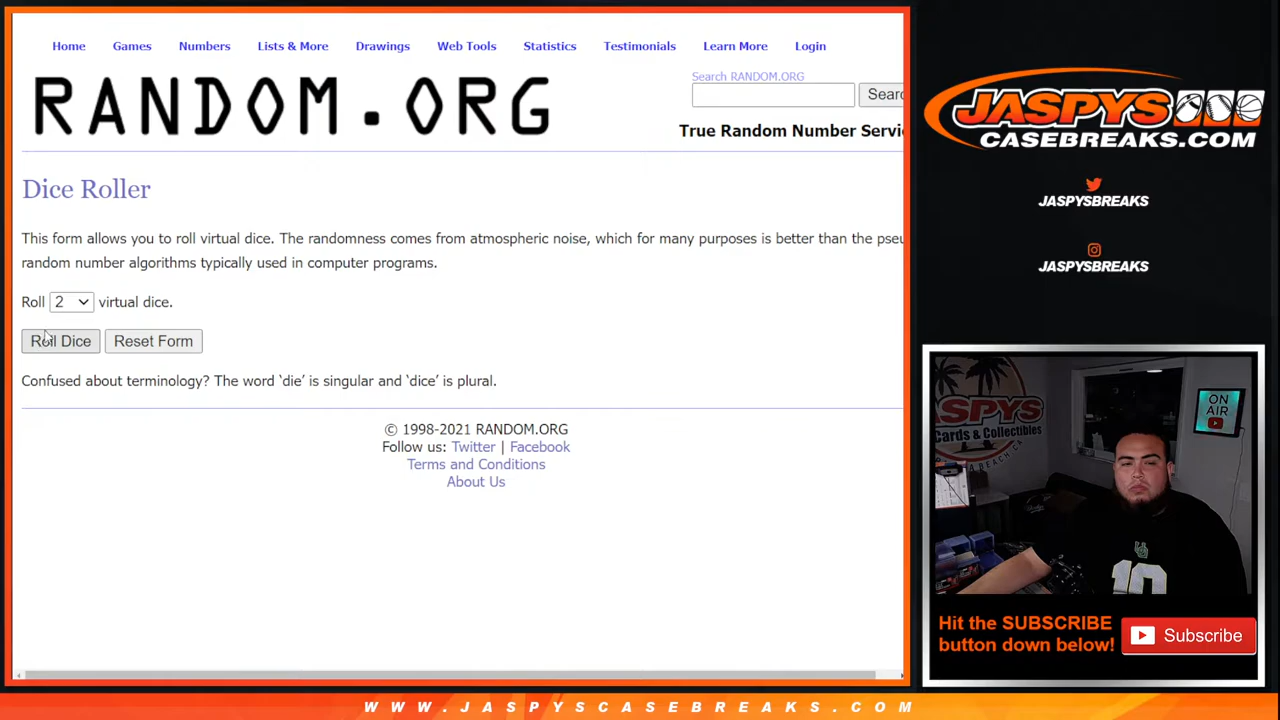 Home Games Numbers Lists & More Drawings Web Tools Statistics Testimonials Learn More Login
RANDOM.ORG
Search RANDOM.ORG
Searc
True Random Number Servi
Dice Roller
This form allows you to roll virtual dice. The randomness comes from atmospheric noise, which for many purposes is better than the pseu
random number algorithms typically used in computer programs.
Roll 2 virtual dice.
Roll Dice Reset Form
Confused about terminology? The word ‘die’ is singular and ‘dice’ is plural.
© 1998-2021 RANDOM.ORG
Follow us: Twitter | Facebook
Terms and Conditions
About Us
JASPYS
CASEBREAKS.COM
JASPYSBREAKS
JASPYSBREAKS
ASPYS
Cards & Collectibles
ON
AIR
10
Hit the SUBSCRIBE
button down below!
Subscribe
WWW.JASPYSCASEBREAKS.COM